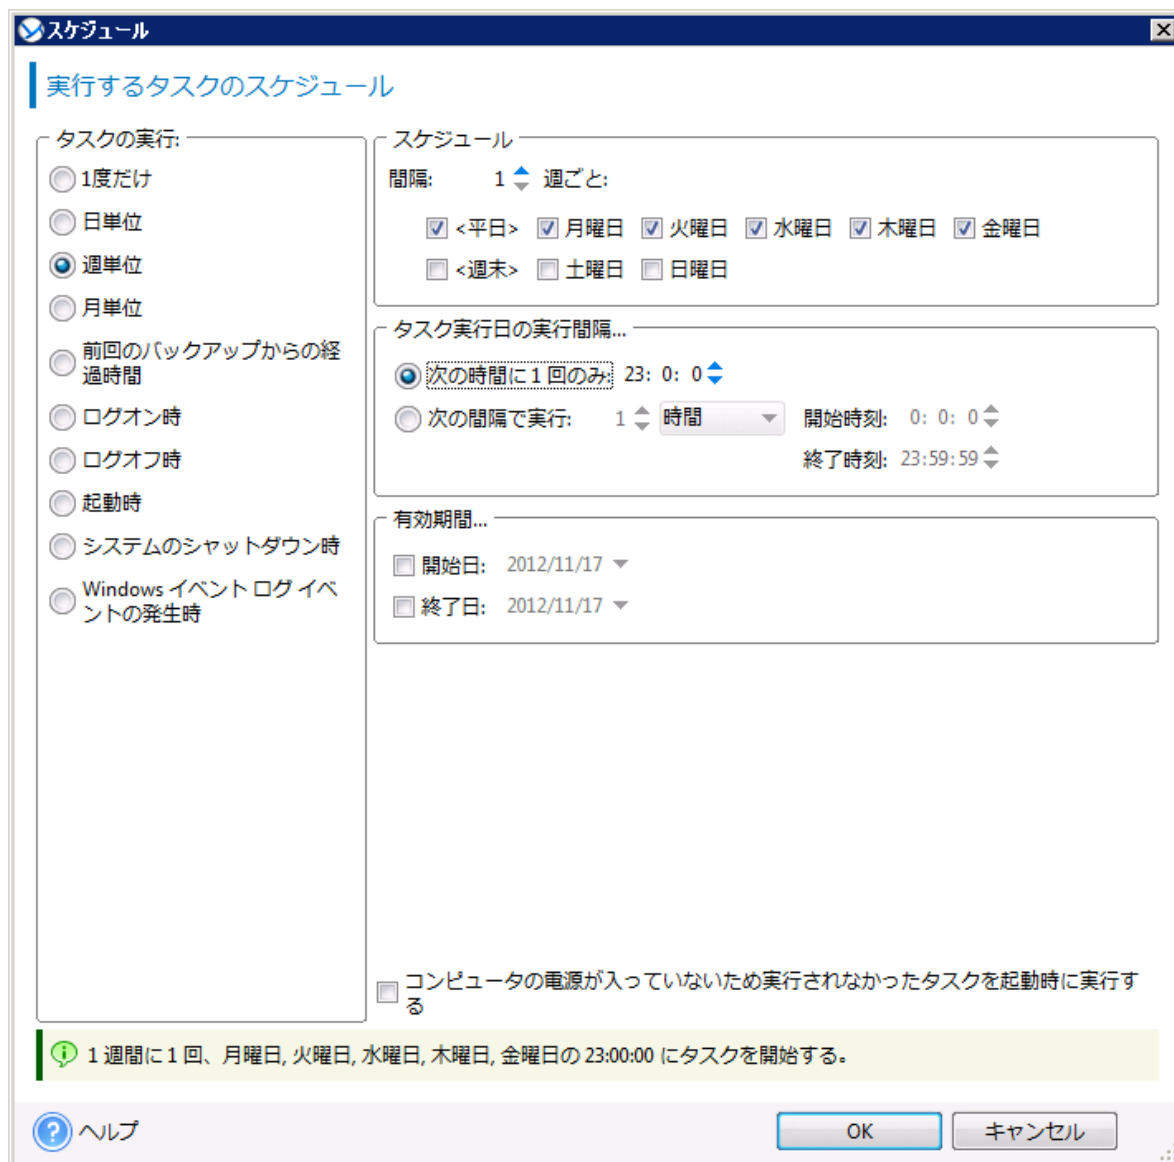 スケジュール
実行するタスクのスケジュール
タスクの実行:
1度だけ
日単位
週単位
月単位
前回のバックアップからの経
過時間
ログオン時
ログオフ時
起動時
システムのシャットダウン時
Windows イベント ログ イベ
ントの発生時
スケジュール
間隔: 1 週ごと:
<平日> 月曜日 火曜日 水曜日 木曜日 金曜日
<週末> 土曜日 日曜日
タスク実行日の実行間隔...
次の時間に1回のみ: 23: 0: 0
次の間隔で実行: 1 時間 開始時刻: 0: 0: 0
終了時刻: 23:59:59
有効期間...
開始日: 2012/11/17
終了日: 2012/11/17
コンピュータの電源が入っていないため実行されなかったタスクを起動時に実行す
る
1 週間に 1 回、月曜日, 火曜日, 水曜日, 木曜日, 金曜日の 23:00:00 にタスクを開始する。
ヘルプ
OK
キャンセル